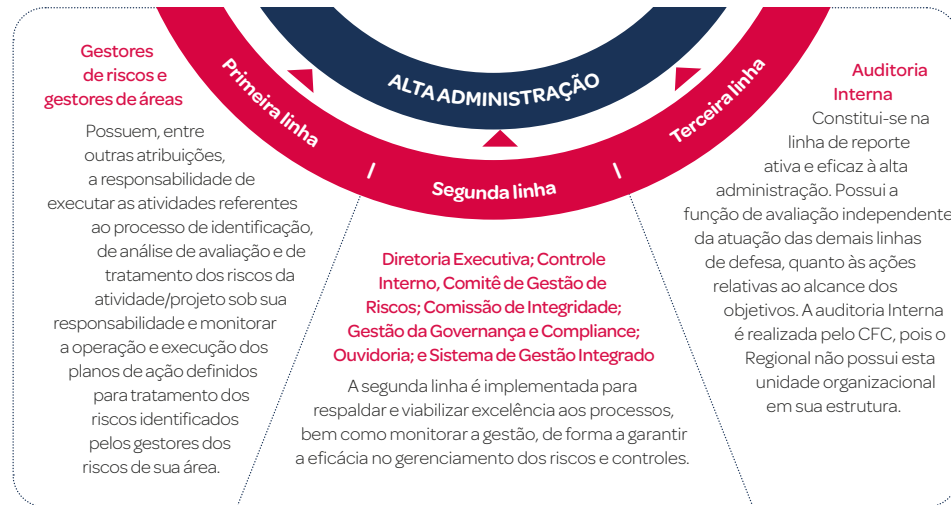 ALTA ADMINISTRAÇÃO
Primeira linha
Segunda linha
Terceira linha
Gestores
de riscos e
gestores de áreas
Possuem, entre
outras atribuições,
a responsabilidade de
executar as atividades referentes
ao processo de identificação,
de análise de avaliação e de
tratamento dos riscos da
atividade/projeto sob sua
responsabilidade e monitorar
a operação e execução dos
planos de ação definidos
para tratamento dos
riscos identificados
pelos gestores dos
riscos de sua área.
Diretoria Executiva; Controle
Interno, Comitê de Gestão de
Riscos; Comissão de Integridade;
Gestão da Governança e Compliance;
Ouvidoria; e Sistema de Gestão Integrado
A segunda linha é implementada para
respaldar e viabilizar excelência aos processos,
bem como monitorar a gestão, de forma a garantir
a eficácia no gerenciamento dos riscos e controles.
Auditoria
Interna
Constitui-se na
linha de reporte
ativa e eficaz à alta
administração. Possui a
função de avaliação independente
da atuação das demais linhas
de defesa, quanto às ações
relativas ao alcance dos
objetivos. A auditoria Interna
é realizada pelo CFC, pois o
Regional não possui esta
unidade organizacional
em sua estrutura.